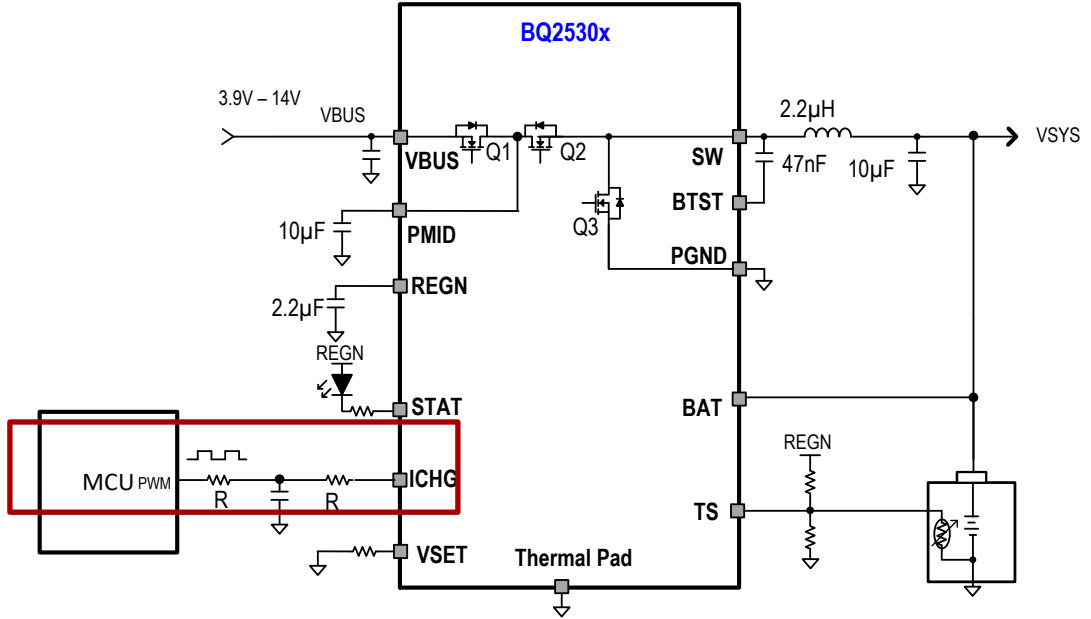 BQ2530x
3.9V – 14V
VBUS
2.2µH
VSYS
VBUS
Q1
Q2
SW
47nF
10µF
BTST
Q3
10µF
PMID
PGND
REGN
2.2µF
REGN
STAT
BAT
REGN
MCU PWM
R
R
ICHG
TS
VSET
Thermal Pad